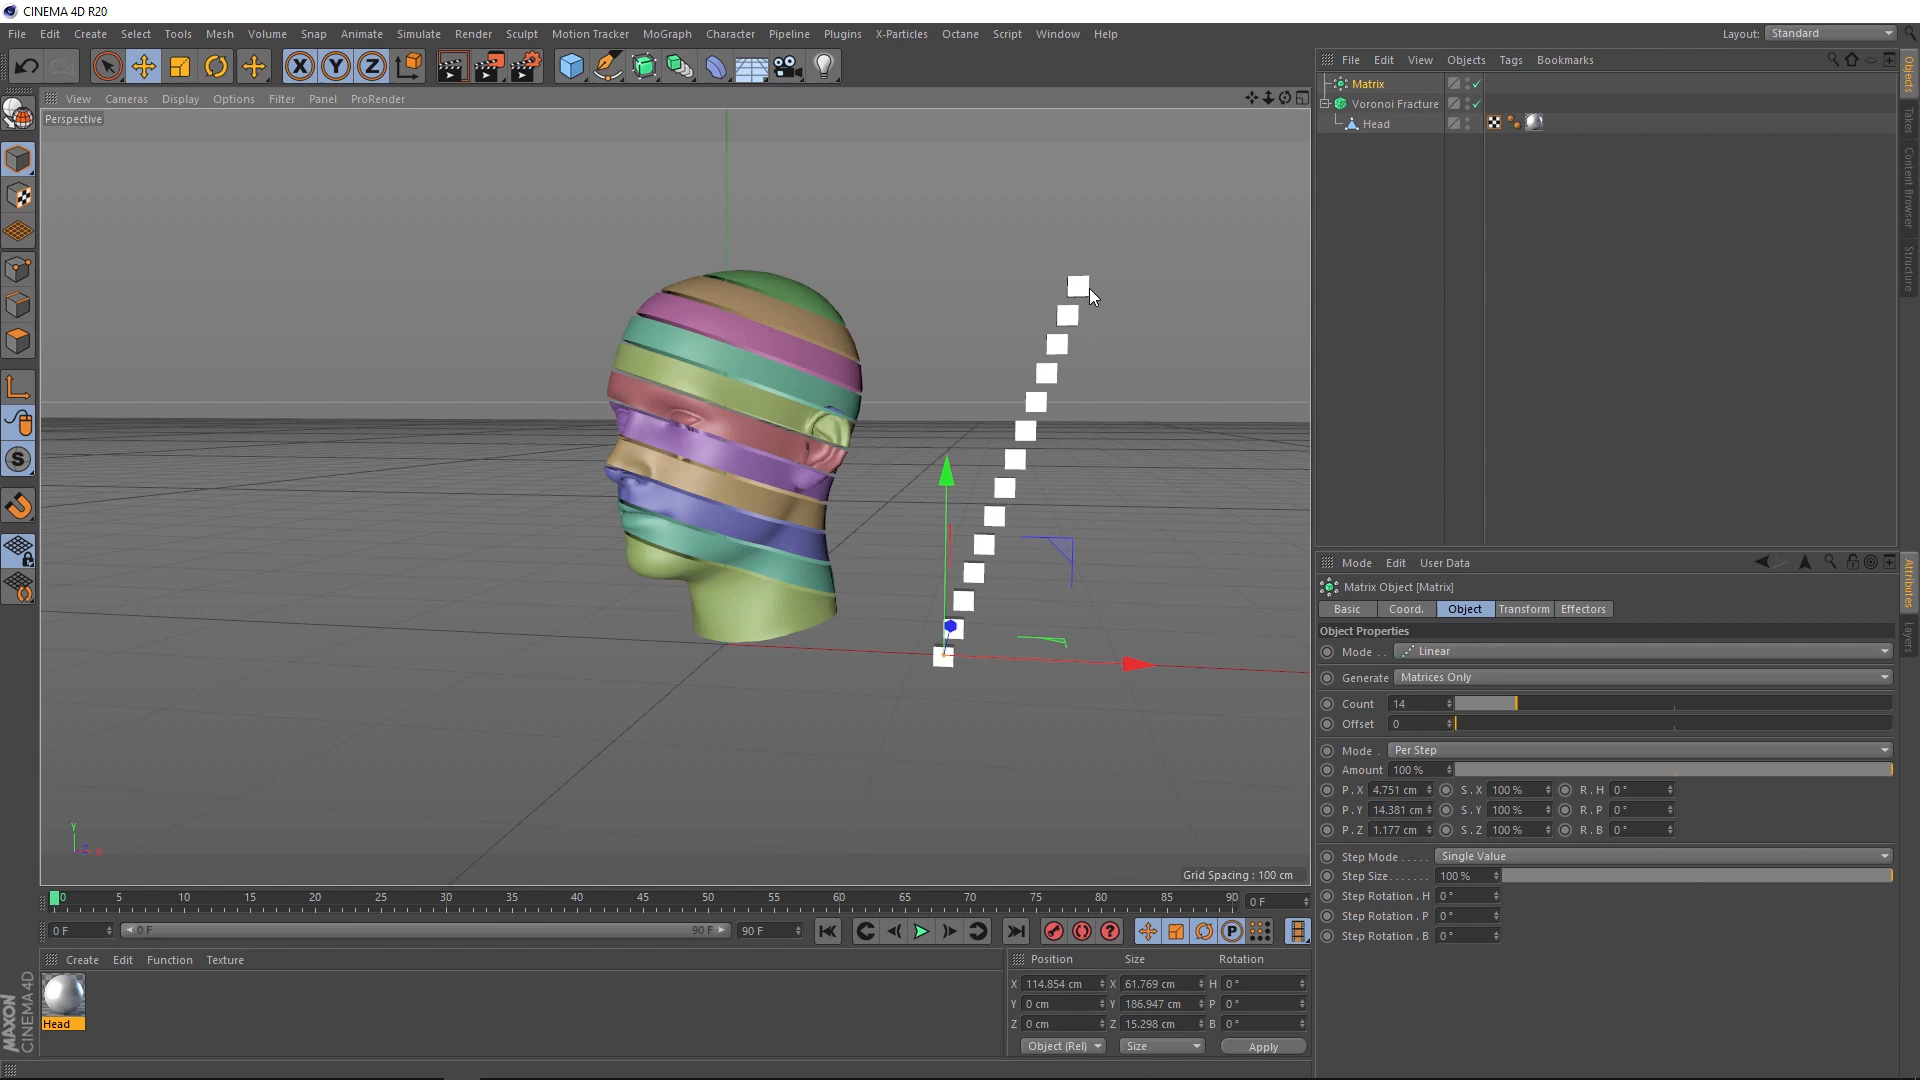 CINEMA 4D R20
File Edit Create Select Tools Mesh Volume Snap Animate Simulate Render Sculpt Motion Tracker MoGraph Character Pipeline Plugins X-Particles Octane Script Window Help
Layout: Standard
View Cameras Display Options Filter Panel ProRender
Perspective
Grid Spacing : 100 cm
Y
Z X
0 5 10 15 20 25 30 35 40 45 50 55 60 65 70 75 80 85 90
0 F
0 F
0 F 90 F
90 F
Create Edit Function Texture
Head
MAXON
CINEMA 4D
Position Size Rotation
X 114.854 cm X 61.769 cm H 0 °
Y 0 cm Y 186.947 cm P 0 °
Z 0 cm Z 15.298 cm B 0 °
Object (Rel) Size Apply
File Edit View Objects Tags Bookmarks
Matrix
Voronoi Fracture
Head
Objects
Takes
Content Browser
Structure
Mode Edit User Data
Matrix Object [Matrix]
Basic Coord. Object Transform Effectors
Object Properties
Mode . . Linear
Generate Matrices Only
Count 14
Offset 0
Mode . Per Step
Amount 100 %
P . X 4.751 cm S . X 100 % R . H 0 °
P . Y 14.381 cm S . Y 100 % R . P 0 °
P . Z 1.177 cm S . Z 100 % R . B 0 °
Step Mode . . . . . Single Value
Step Size. . . . . . . 100 %
Step Rotation . H 0 °
Step Rotation . P 0 °
Step Rotation . B 0 °
Attributes
Layers